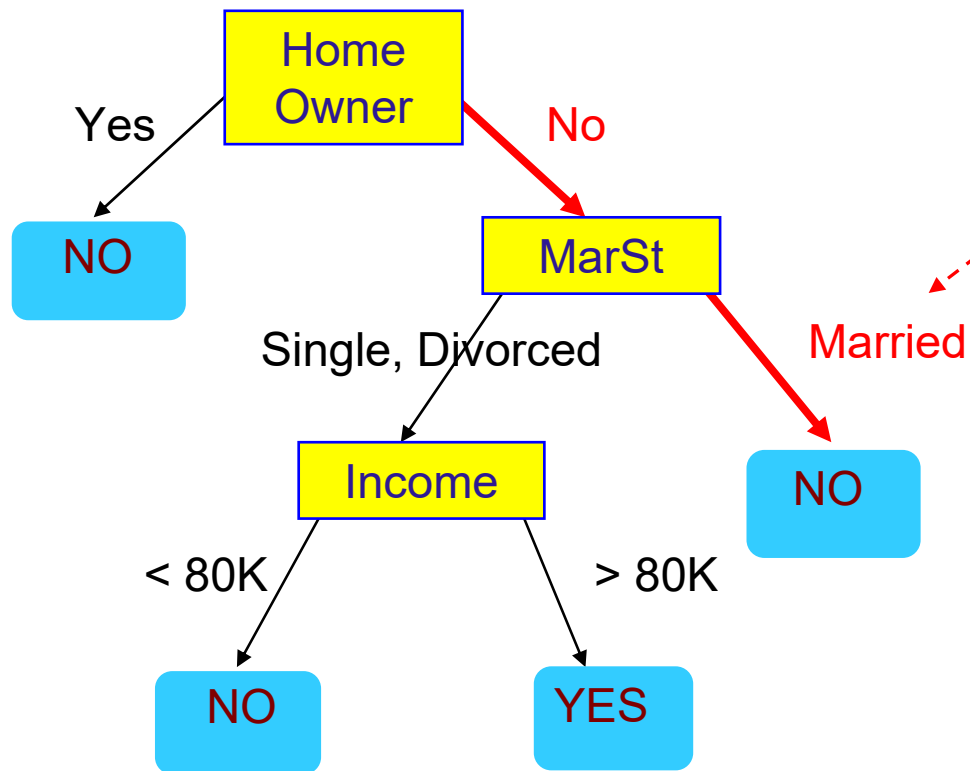 Home
Owner
Yes
No
NO
MarSt
Single, Divorced
Married
Income
NO
< 80K
> 80K
NO
YES